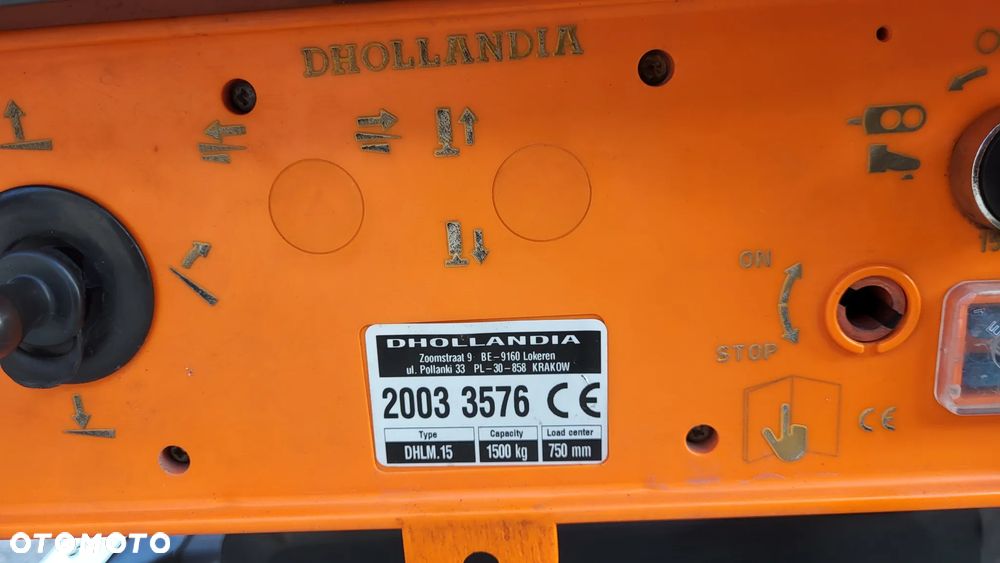 DHOLLANDIA
ON
STOP
DHOLLANDIA
Zoomstraat 9 BE-9160 Lokeren
ul. Pollanki 33 PL-30-858 KRAKOW
2003 3576 CE
Type Capacity Load center
DHLM.15 1500 kg 750 mm
CE
OTOMOTO